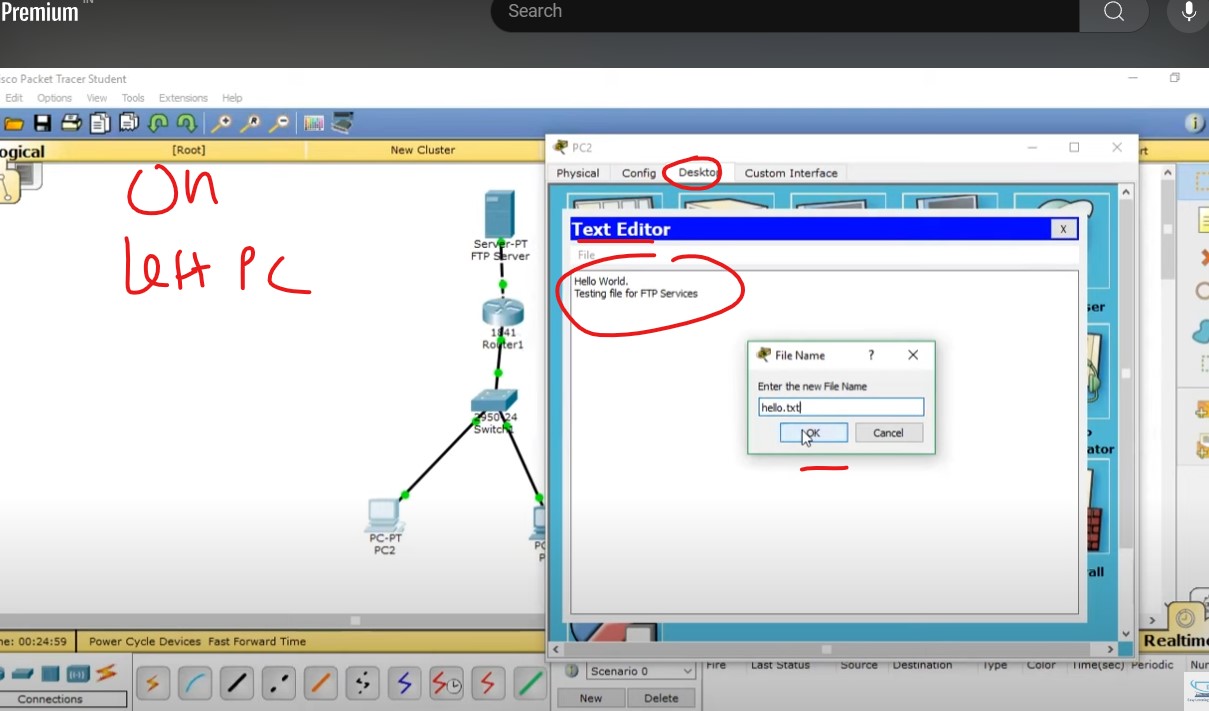 Premium IN
Search
isco Packet Tracer Student
Edit Options View Tools Extensions Help
ogical [Root] New Cluster rt
On
Left PC
Server-PT
FTP Server
1841
Router1
2950-24
Switch
PC-PT
PC2
PC
P
PC2
Physical Config Desktop Custom Interface
Text Editor X
File
Hello World.
Testing file for FTP Services
File Name ?
Enter the new File Name
hello.txt
OK Cancel
ser
ator
all
ne: 00:24:59 Power Cycle Devices Fast Forward Time Realtime
Connections
Scenario 0
New Delete
Fire Last Status Source Destination Type Color Time(sec) Periodic Num